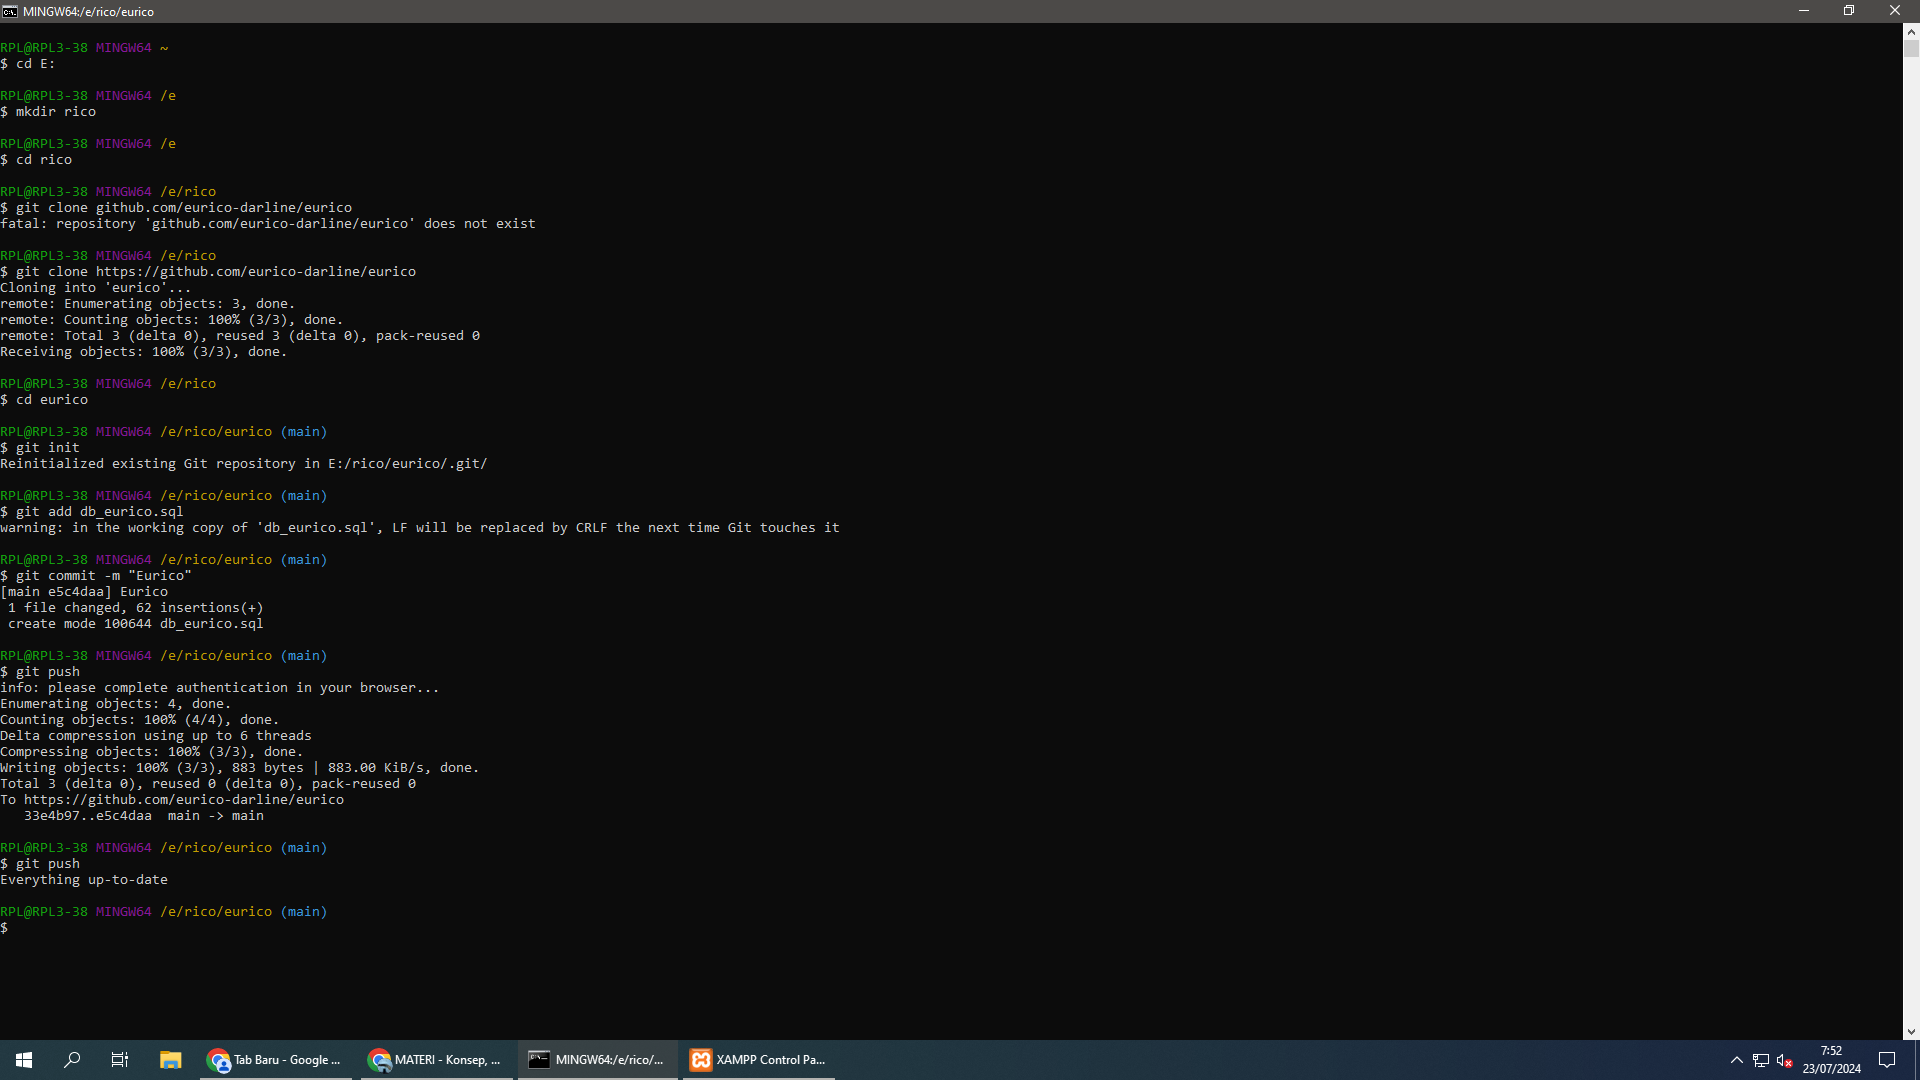 MINGW64:/e/rico/eurico
RPL@RPL3-38 MINGW64 ~
$ cd E:
RPL@RPL3-38 MINGW64 /e
$ mkdir rico
RPL@RPL3-38 MINGW64 /e
$ cd rico
RPL@RPL3-38 MINGW64 /e/rico
$ git clone github.com/eurico-darline/eurico
fatal: repository 'github.com/eurico-darline/eurico' does not exist
RPL@RPL3-38 MINGW64 /e/rico
$ git clone https://github.com/eurico-darline/eurico
Cloning into 'eurico'...
remote: Enumerating objects: 3, done.
remote: Counting objects: 100% (3/3), done.
remote: Total 3 (delta 0), reused 3 (delta 0), pack-reused 0
Receiving objects: 100% (3/3), done.
RPL@RPL3-38 MINGW64 /e/rico
$ cd eurico
RPL@RPL3-38 MINGW64 /e/rico/eurico (main)
$ git init
Reinitialized existing Git repository in E:/rico/eurico/.git/
RPL@RPL3-38 MINGW64 /e/rico/eurico (main)
$ git add db_eurico.sql
warning: in the working copy of 'db_eurico.sql', LF will be replaced by CRLF the next time Git touches it
RPL@RPL3-38 MINGW64 /e/rico/eurico (main)
$ git commit -m "Eurico"
[main e5c4daa] Eurico
1 file changed, 62 insertions(+)
create mode 100644 db_eurico.sql
RPL@RPL3-38 MINGW64 /e/rico/eurico (main)
$ git push
info: please complete authentication in your browser...
Enumerating objects: 4, done.
Counting objects: 100% (4/4), done.
Delta compression using up to 6 threads
Compressing objects: 100% (3/3), done.
Writing objects: 100% (3/3), 883 bytes | 883.00 KiB/s, done.
Total 3 (delta 0), reused 0 (delta 0), pack-reused 0
To https://github.com/eurico-darline/eurico
33e4b97..e5c4daa  main -> main
RPL@RPL3-38 MINGW64 /e/rico/eurico (main)
$ git push
Everything up-to-date
RPL@RPL3-38 MINGW64 /e/rico/eurico (main)
$
Tab Baru - Google ...
MATERI - Konsep, ...
MINGW64:/e/rico/...
XAMPP Control Pa...
7:52
23/07/2024